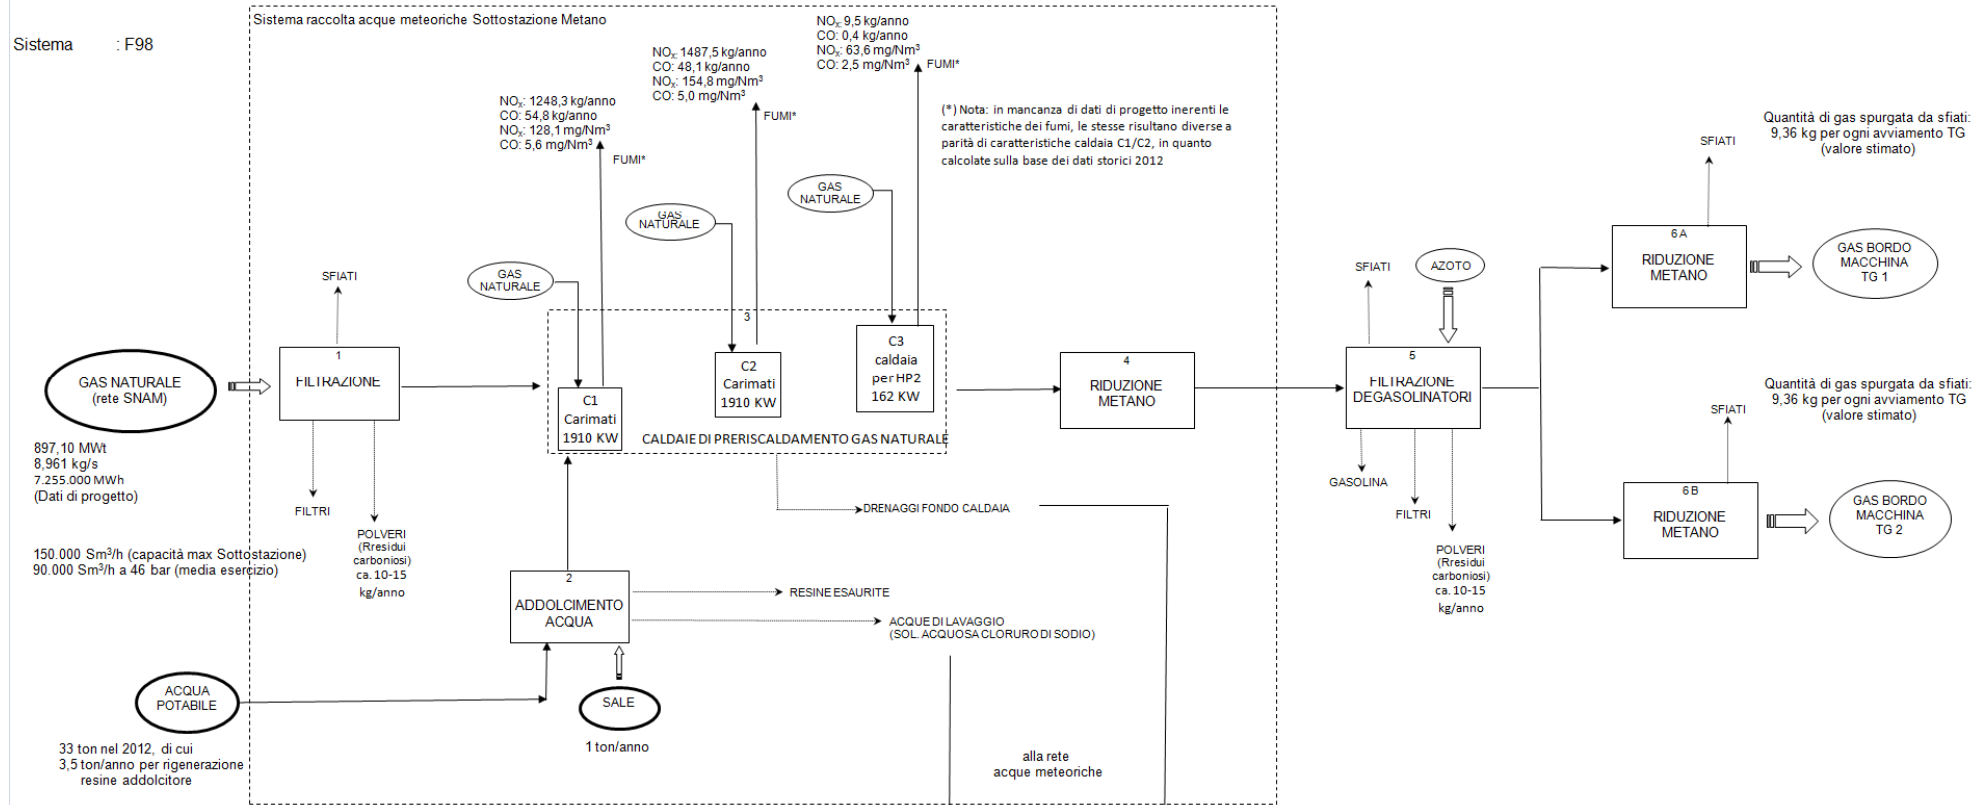 Sistema : F98
Sistema raccolta acque meteoriche Sottostazione Metano
NOₓ: 1248,3 kg/anno
CO: 54,8 kg/anno
NOₓ: 128,1 mg/Nm³
CO: 5,6 mg/Nm³
FUMI*
NOₓ: 1487,5 kg/anno
CO: 48,1 kg/anno
NOₓ: 154,8 mg/Nm³
CO: 5,0 mg/Nm³
FUMI*
NOₓ: 9,5 kg/anno
CO: 0,4 kg/anno
NOₓ: 63,6 mg/Nm³
CO: 2,5 mg/Nm³
FUMI*
(*) Nota: in mancanza di dati di progetto inerenti le
caratteristiche dei fumi, le stesse risultano diverse a
parità di caratteristiche caldaia C1/C2, in quanto
calcolate sulla base dei dati storici 2012
GAS
NATURALE
GAS
NATURALE
GAS
NATURALE
GAS NATURALE
(rete SNAM)
897,10 MWt
8,961 kg/s
7.255.000 MWh
(Dati di progetto)
150.000 Sm³/h (capacità max Sottostazione)
90.000 Sm³/h a 46 bar (media esercizio)
SFIATI
1
FILTRAZIONE
FILTRI
POLVERI
(Rresidui
carboniosi)
ca. 10-15
kg/anno
3
C1
Carimati
1910 KW
C2
Carimati
1910 KW
C3
caldaia
per HP2
162 KW
CALDAIE DI PRERISCALDAMENTO GAS NATURALE
DRENAGGI FONDO CALDAIA
2
ADDOLCIMENTO
ACQUA
RESINE ESAURITE
ACQUE DI LAVAGGIO
(SOL. ACQUOSA CLORURO DI SODIO)
ACQUA
POTABILE
33 ton nel 2012, di cui
3,5 ton/anno per rigenerazione
resine addolcitore
SALE
1 ton/anno
alla rete
acque meteoriche
4
RIDUZIONE
METANO
SFIATI
AZOTO
5
FILTRAZIONE
DEGASOLINATORI
GASOLINA
FILTRI
POLVERI
(Rresidui
carboniosi)
ca. 10-15
kg/anno
Quantità di gas spurgata da sfiati:
9,36 kg per ogni avviamento TG
(valore stimato)
SFIATI
6 A
RIDUZIONE
METANO
GAS BORDO
MACCHINA
TG 1
Quantità di gas spurgata da sfiati:
9,36 kg per ogni avviamento TG
(valore stimato)
SFIATI
6 B
RIDUZIONE
METANO
GAS BORDO
MACCHINA
TG 2